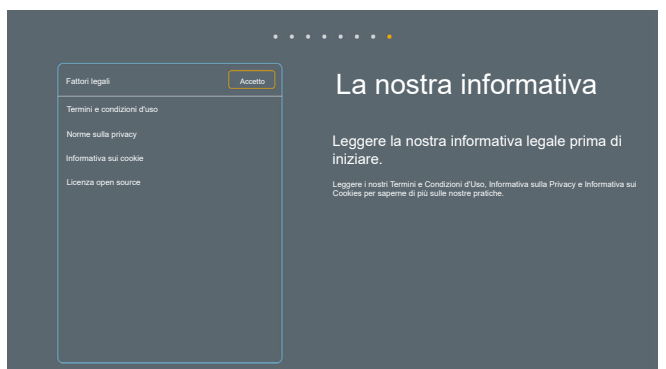 Fattori legali
Accetto
Termini e condizioni d'uso
Norme sulla privacy
Informativa sui cookie
Licenza open source
La nostra informativa
Leggere la nostra informativa legale prima di
iniziare.
Leggere i nostri Termini e Condizioni d'Uso, Informativa sulla Privacy e Informativa sui
Cookies per saperne di più sulle nostre pratiche.